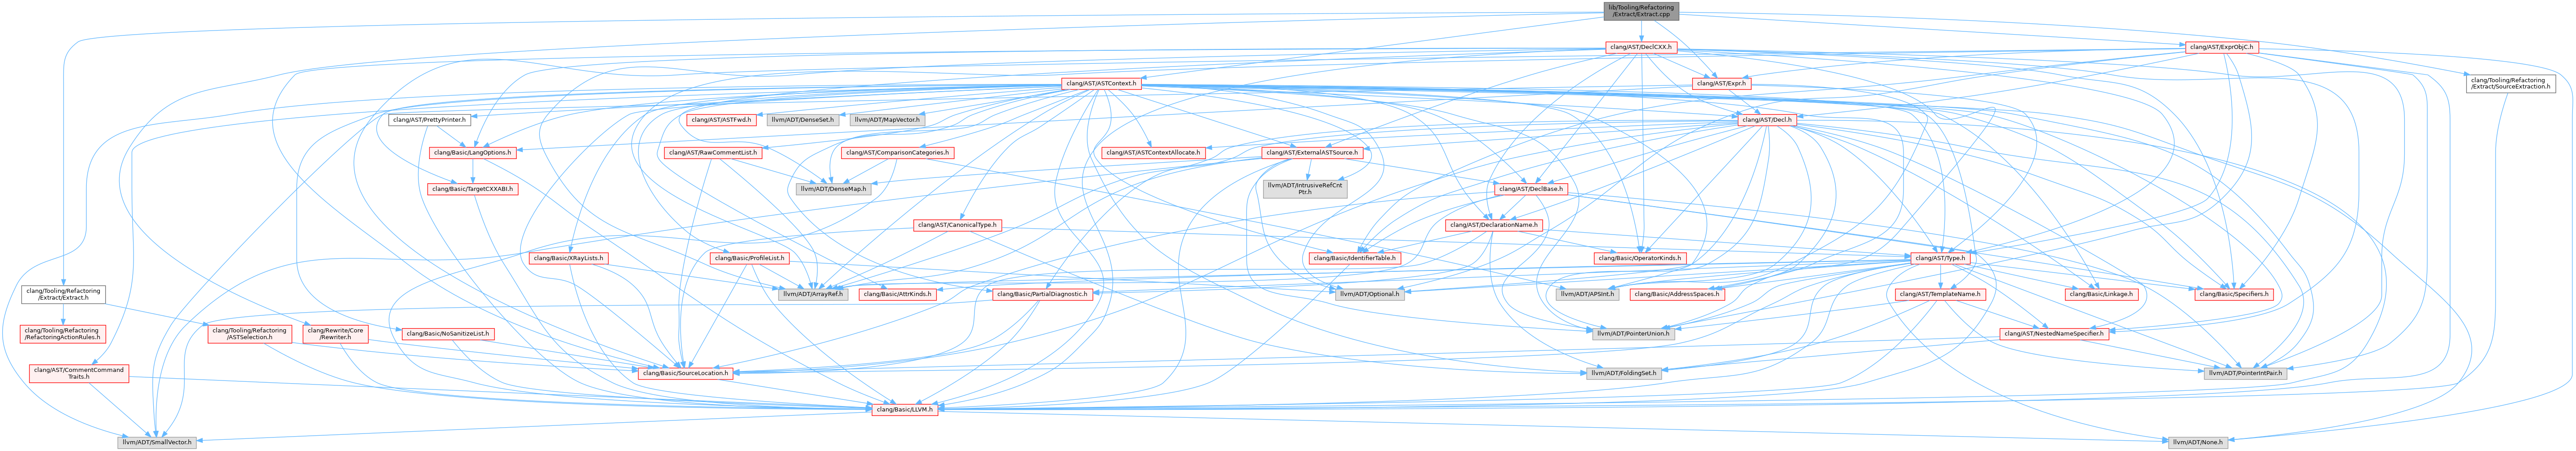 lib/Tooling/Refactoring
/Extract/Extract.cpp
clang/AST/DeclCXX.h
clang/AST/ExprObjC.h
clang/AST/ASTContext.h
clang/AST/Expr.h
clang/Tooling/Refactoring
/Extract/SourceExtraction.h
clang/AST/PrettyPrinter.h
clang/AST/ASTFwd.h
llvm/ADT/DenseSet.h
llvm/ADT/MapVector.h
clang/AST/Decl.h
clang/Basic/LangOptions.h
clang/AST/RawCommentList.h
clang/AST/ComparisonCategories.h
clang/AST/ASTContextAllocate.h
clang/AST/ExternalASTSource.h
clang/Basic/TargetCXXABI.h
llvm/ADT/DenseMap.h
llvm/ADT/IntrusiveRefCnt
Ptr.h
clang/AST/DeclBase.h
clang/AST/CanonicalType.h
clang/AST/DeclarationName.h
clang/Basic/XRayLists.h
clang/Basic/ProfileList.h
clang/Basic/IdentifierTable.h
clang/Basic/OperatorKinds.h
clang/AST/Type.h
clang/Tooling/Refactoring
/Extract/Extract.h
llvm/ADT/ArrayRef.h
clang/Basic/AttrKinds.h
clang/Basic/PartialDiagnostic.h
llvm/ADT/Optional.h
llvm/ADT/APSInt.h
clang/Basic/AddressSpaces.h
clang/AST/TemplateName.h
clang/Basic/Linkage.h
clang/Basic/Specifiers.h
clang/Tooling/Refactoring
/RefactoringActionRules.h
clang/Tooling/Refactoring
/ASTSelection.h
clang/Rewrite/Core
/Rewriter.h
clang/Basic/NoSanitizeList.h
llvm/ADT/PointerUnion.h
clang/AST/NestedNameSpecifier.h
clang/AST/CommentCommand
Traits.h
clang/Basic/SourceLocation.h
llvm/ADT/FoldingSet.h
llvm/ADT/PointerIntPair.h
clang/Basic/LLVM.h
llvm/ADT/SmallVector.h
llvm/ADT/None.h